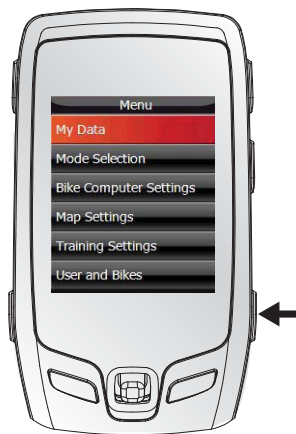 Menu
My Data
Mode Selection
Bike Computer Settings
Map Settings
Training Settings
User and Bikes